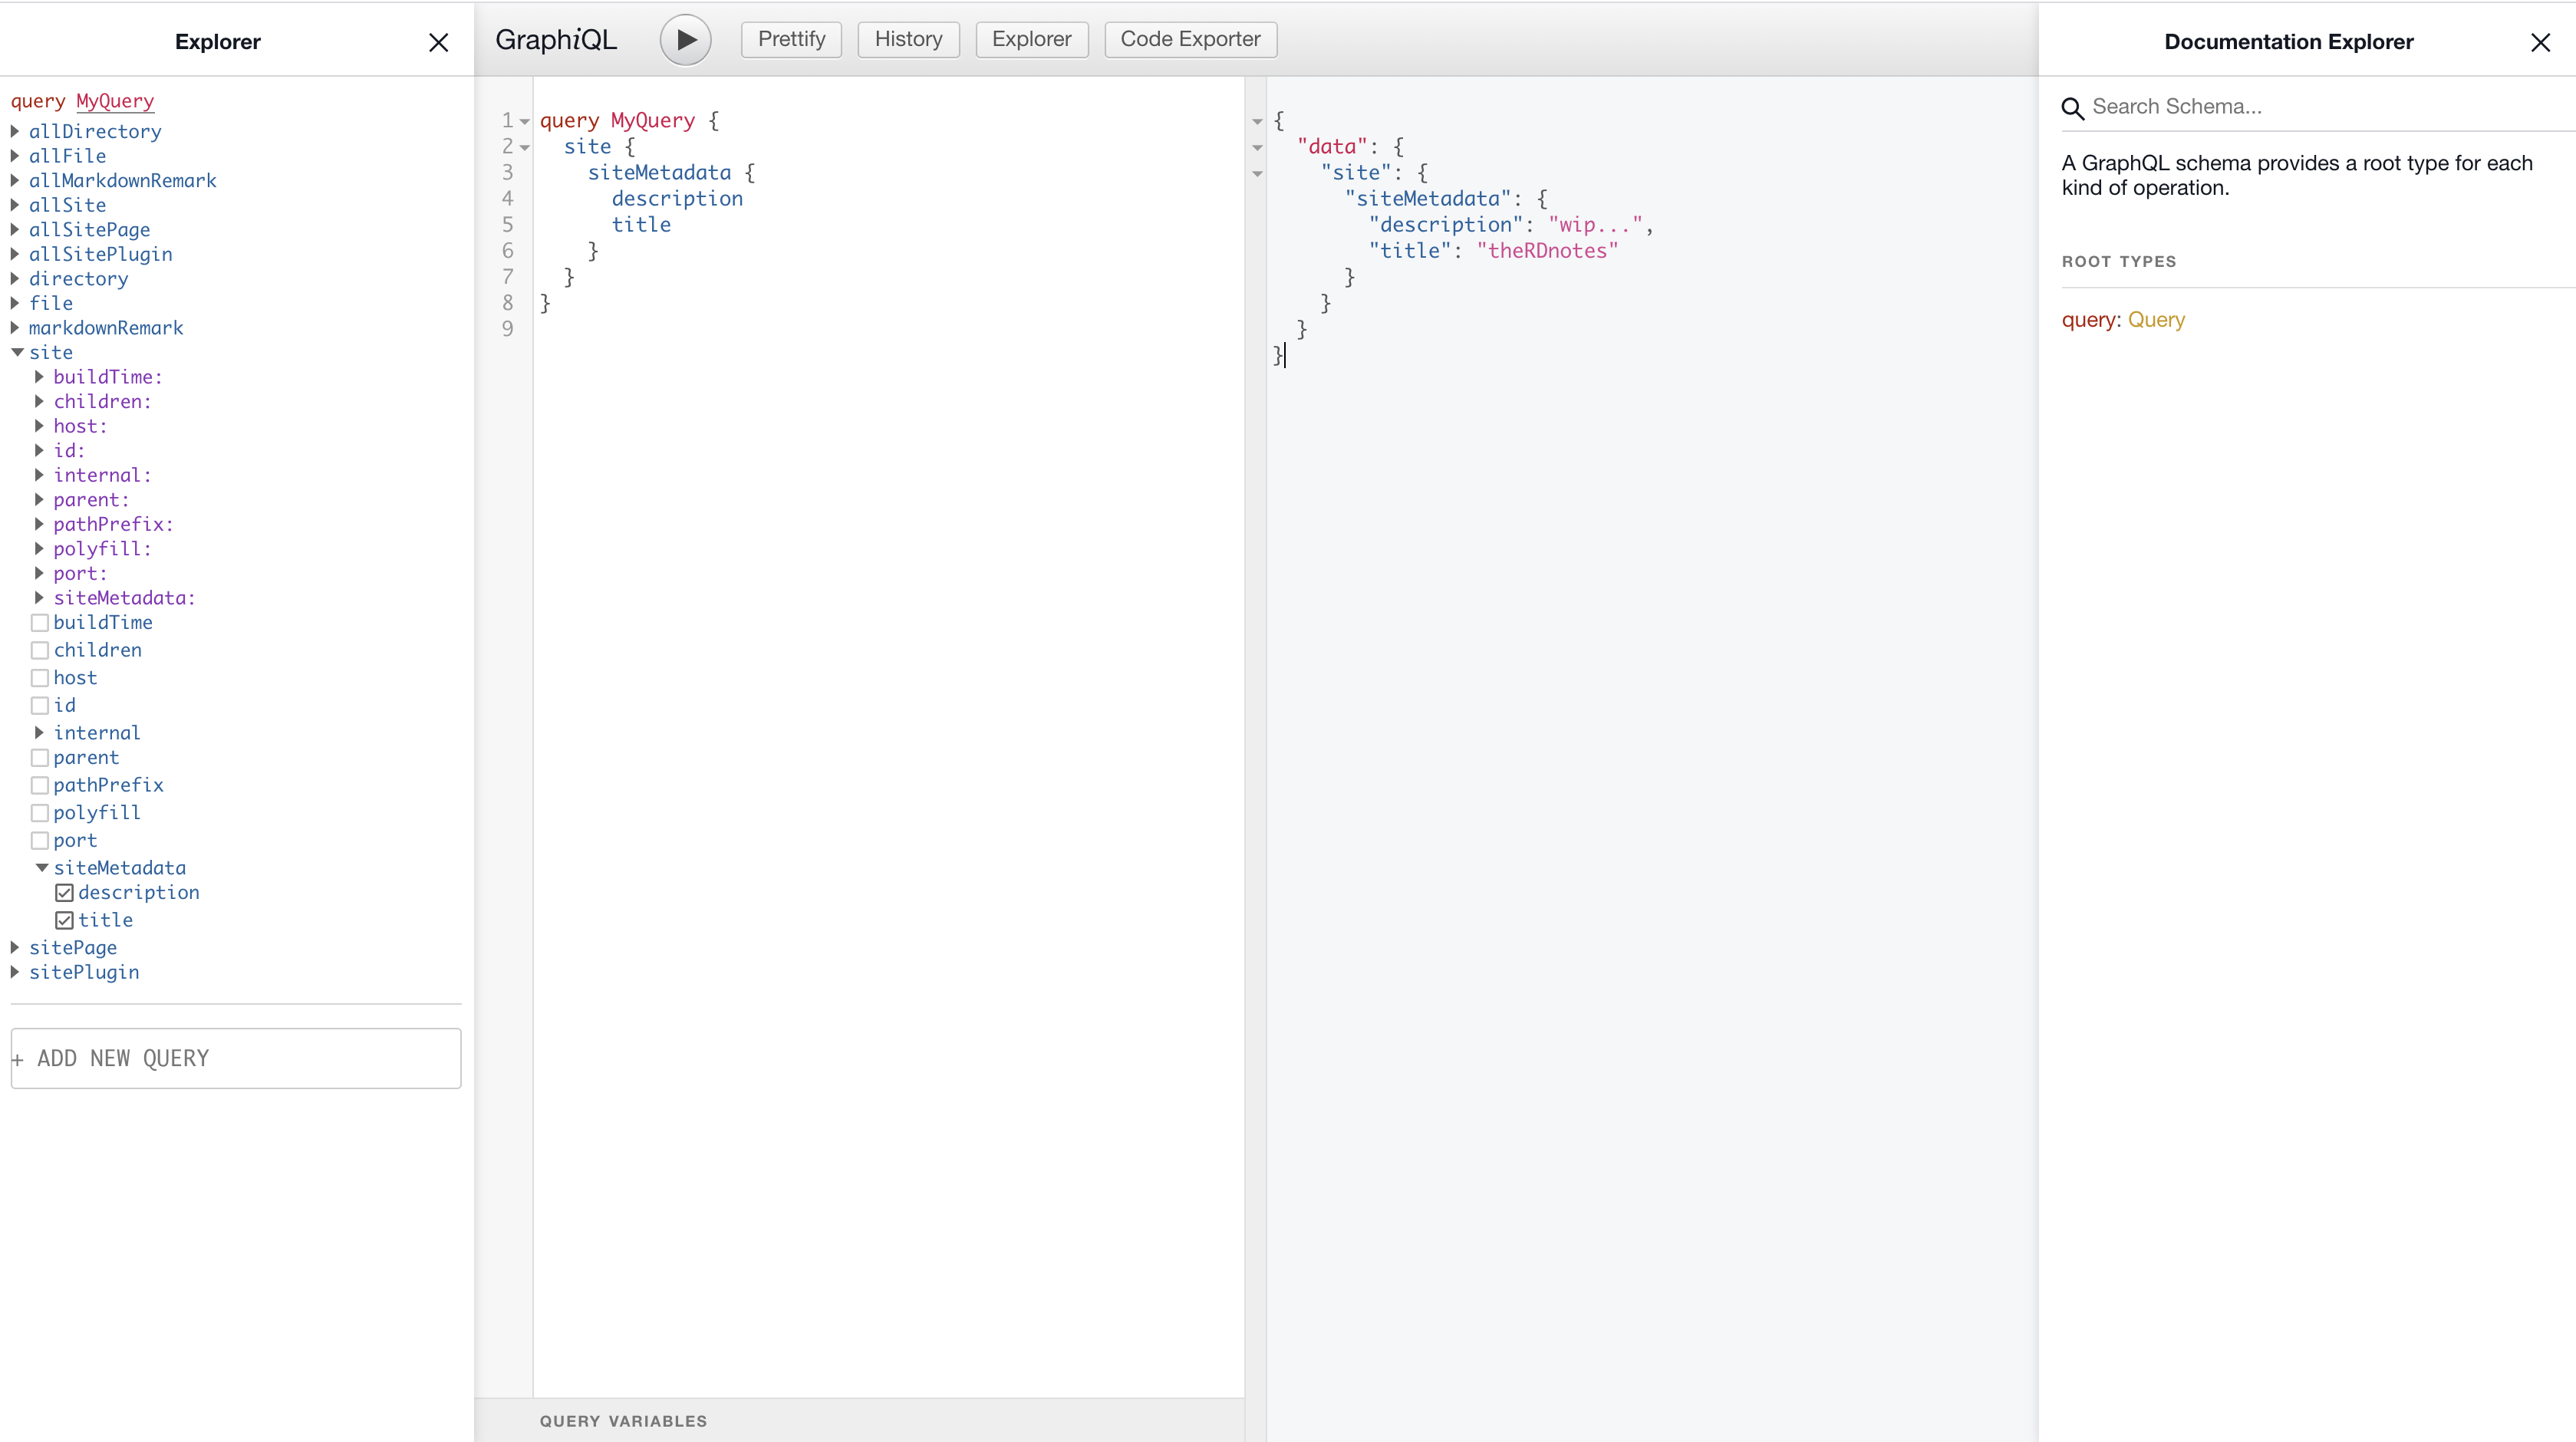 Explorer
query MyQuery
allDirectory
allFile
allMarkdownRemark
allSite
allSitePage
allSitePlugin
directory
file
markdownRemark
site
buildTime:
children:
host:
id:
internal:
parent:
pathPrefix:
polyfill:
port:
siteMetadata:
buildTime
children
host
id
internal
parent
pathPrefix
polyfill
port
siteMetadata
description
title
sitePage
sitePlugin
+ ADD NEW QUERY
GraphiQL
Prettify
History
Explorer
Code Exporter
1 query MyQuery {
2 site {
3 siteMetadata {
4 description
5 title
6 }
7 }
8 }
9
QUERY VARIABLES
{
"data": {
"site": {
"siteMetadata": {
"description": "wip...",
"title": "theRDnotes"
}
}
}
}
Documentation Explorer
Search Schema...
A GraphQL schema provides a root type for each
kind of operation.
ROOT TYPES
query: Query